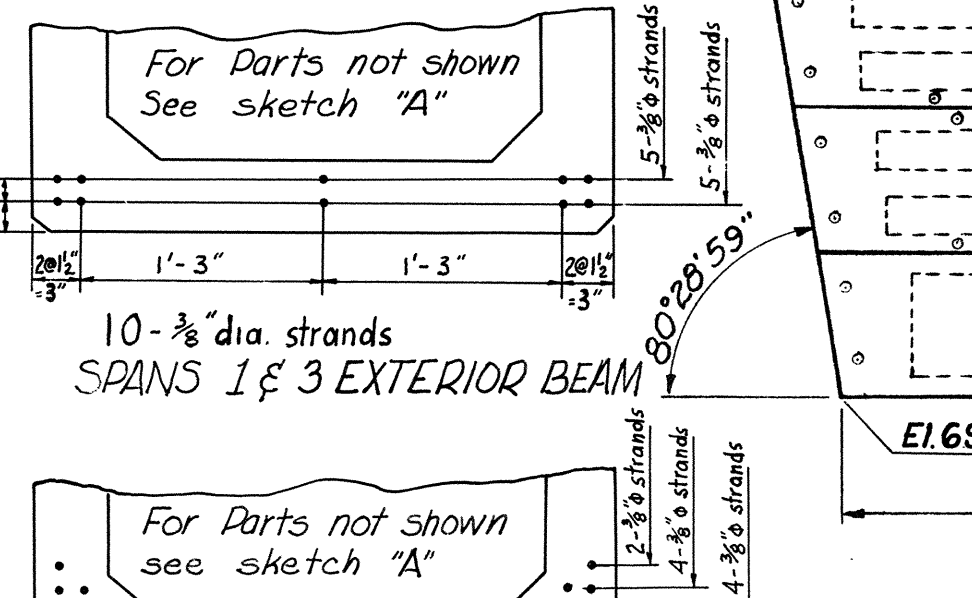 For Parts not shown
See sketch "A"
5-3/8"Φ strands
5-3/8"Φ strands
2@1½"
=3"
1'-3"
1'-3"
2@1½"
=3"
10-3/8"dia. strands
SPANS 1 & 3 EXTERIOR BEAM
80°28'59"
For Parts not shown
see sketch "A"
2-3/8"Φ strands
4-3/8"Φ strands
4-3/8"Φ strands